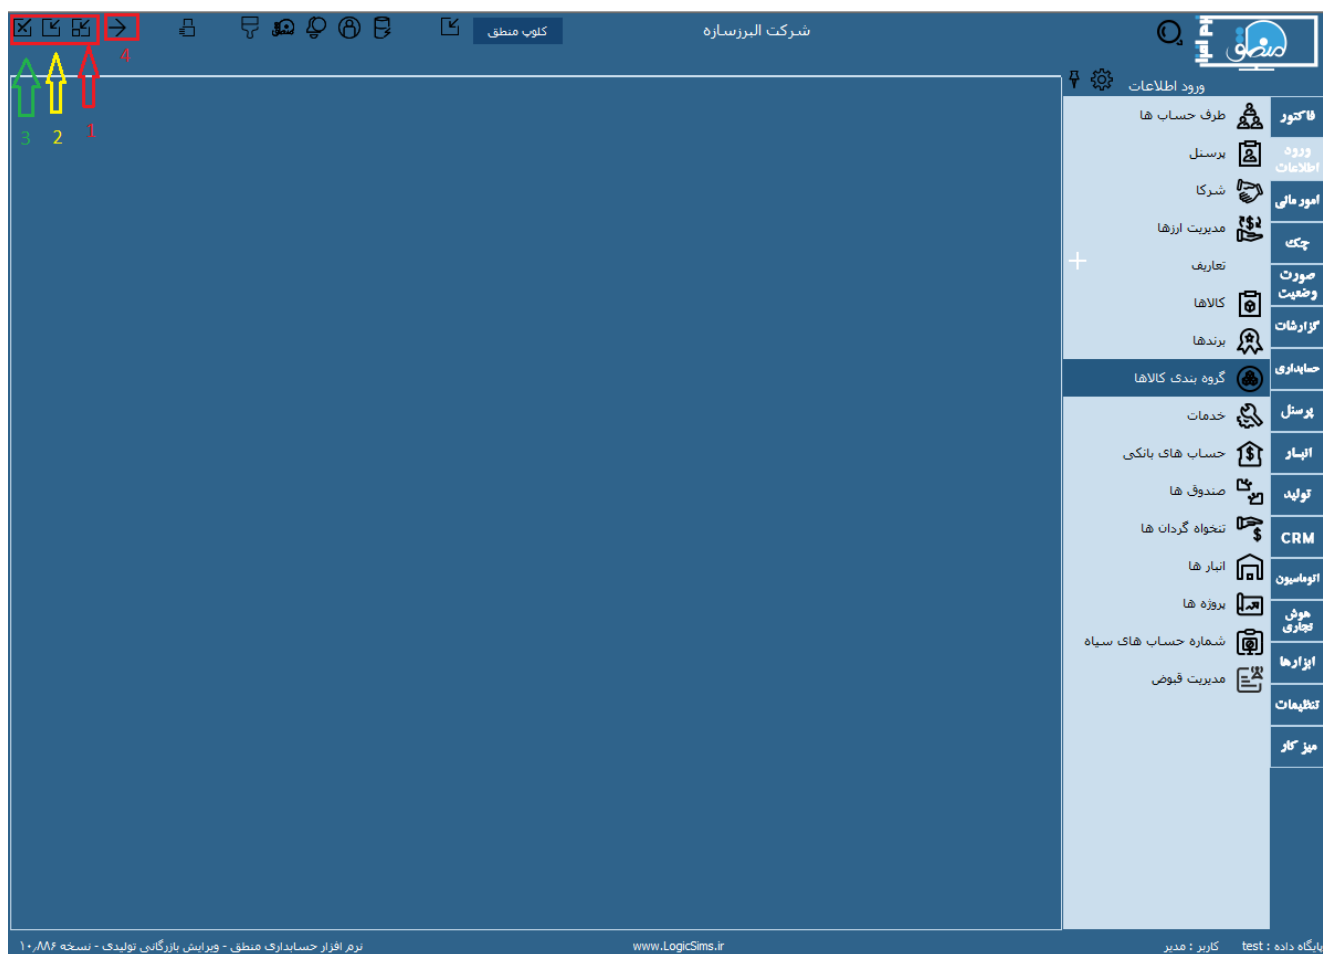 شرکت البرزسازه
کلوپ منطق
4
1
2
3
منطق
ورود اطلاعات
طرف حساب ها
پرسنل
شرکا
مدیریت ارزها
تعاریف
کالاها
برندها
گروه بندی کالاها
خدمات
حساب های بانکی
صندوق ها
تنخواه گردان ها
انبار ها
پروژه ها
شماره حساب های سیاه
مدیریت قبوض
فاکتور
ورود
اطلاعات
امور مالی
چک
صورت
وضعیت
گزارشات
حسابداری
پرسنل
انبار
تولید
CRM
اتوماسیون
هوش
تجاری
ابزارها
تنظیمات
میز کار
پایگاه داده : test
کاربر : مدیر
www.LogicSims.ir
نرم افزار حسابداری منطق - ویرایش بازرگانی تولیدی - نسخه ۱۰٫۸۸۶